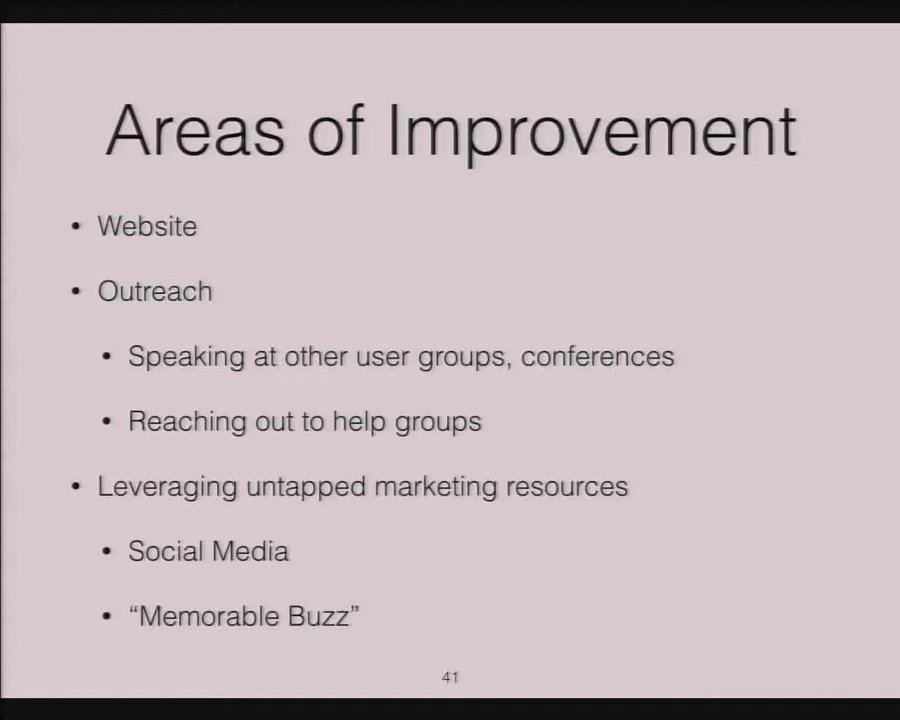 Areas of Improvement
• Website
• Outreach
• Speaking at other user groups, conferences
• Reaching out to help groups
• Leveraging untapped marketing resources
• Social Media
• “Memorable Buzz”
41